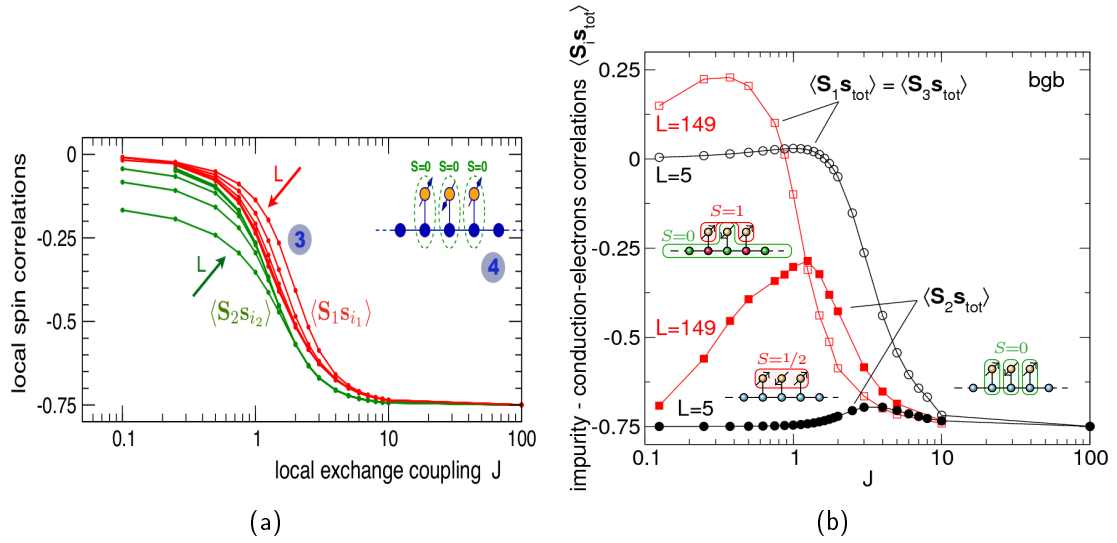 0
-0.25
-0.5
-0.75
0.1
1
10
100
local spin correlations
local exchange coupling J
L
L
S=0 S=0 S=0
3
4
⟨S₂s_{i₂}⟩
⟨S₁s_{i₁}⟩
(a)
impurity - conduction-electrons correlations ⟨S_i s_tot⟩
0.25
0
-0.25
-0.5
-0.75
0.1
1
10
100
J
bgb
⟨S₁s_tot⟩ = ⟨S₃s_tot⟩
L=149
L=5
S=1
S=0
⟨S₂s_tot⟩
L=149
S=1/2
S=0
L=5
(b)